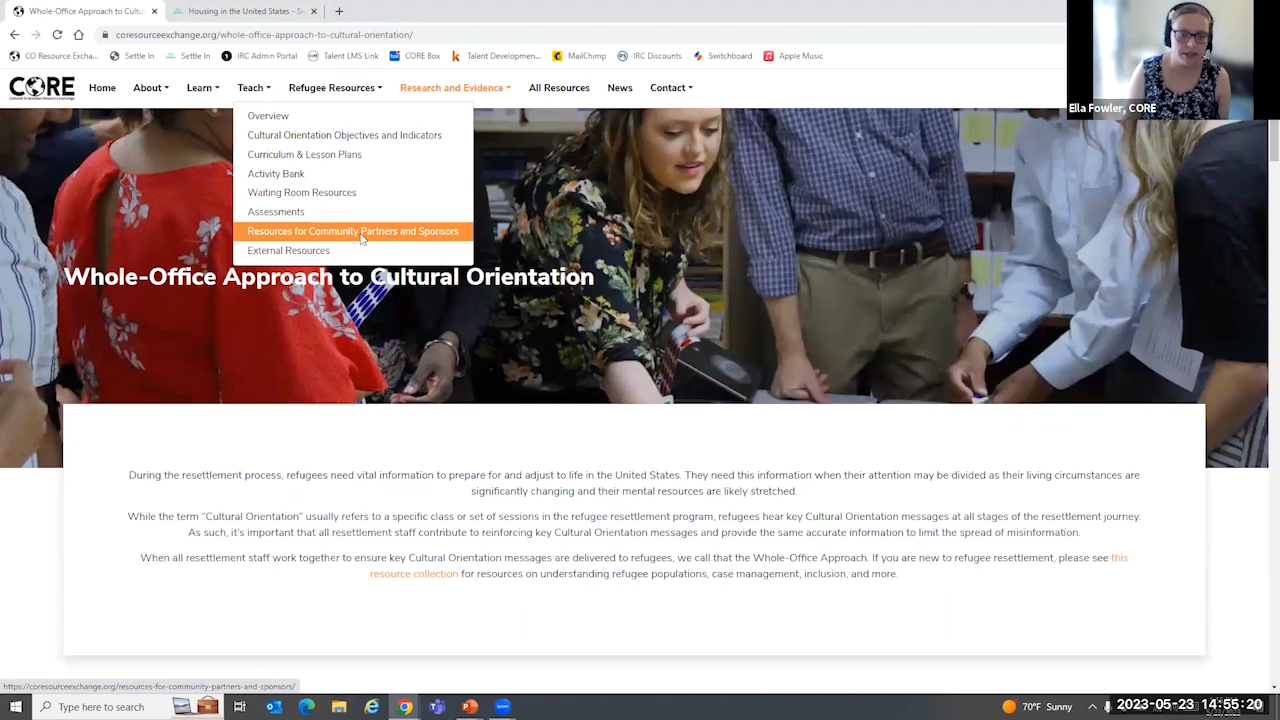 Whole-Office Approach to Cultu
Housing in the United States - S
coresourceexchange.org/whole-office-approach-to-cultural-orientation/
CO Resource Excha...
Settle In
Settle In
IRC Admin Portal
Talent LMS Link
CORE Box
Talent Developmen...
MailChimp
IRC Discounts
Switchboard
Apple Music
CORE
Home
About
Learn
Teach
Refugee Resources
Research and Evidence
All Resources
News
Contact
Ella Fowler, CORE
Overview
Cultural Orientation Objectives and Indicators
Curriculum & Lesson Plans
Activity Bank
Waiting Room Resources
Assessments
Resources for Community Partners and Sponsors
External Resources
Whole-Office Approach to Cultural Orientation
During the resettlement process, refugees need vital information to prepare for and adjust to life in the United States. They need this information when their attention may be divided as their living circumstances are
significantly changing and their mental resources are likely stretched.
While the term “Cultural Orientation” usually refers to a specific class or set of sessions in the refugee resettlement program, refugees hear key Cultural Orientation messages at all stages of the resettlement journey.
As such, it’s important that all resettlement staff contribute to reinforcing key Cultural Orientation messages and provide the same accurate information to limit the spread of misinformation.
When all resettlement staff work together to ensure key Cultural Orientation messages are delivered to refugees, we call that the Whole-Office Approach. If you are new to refugee resettlement, please see this
resource collection for resources on understanding refugee populations, case management, inclusion, and more.
https://coresourceexchange.org/resources-for-community-partners-and-sponsors/
Type here to search
70°F Sunny
2023-05-23 14:55:20